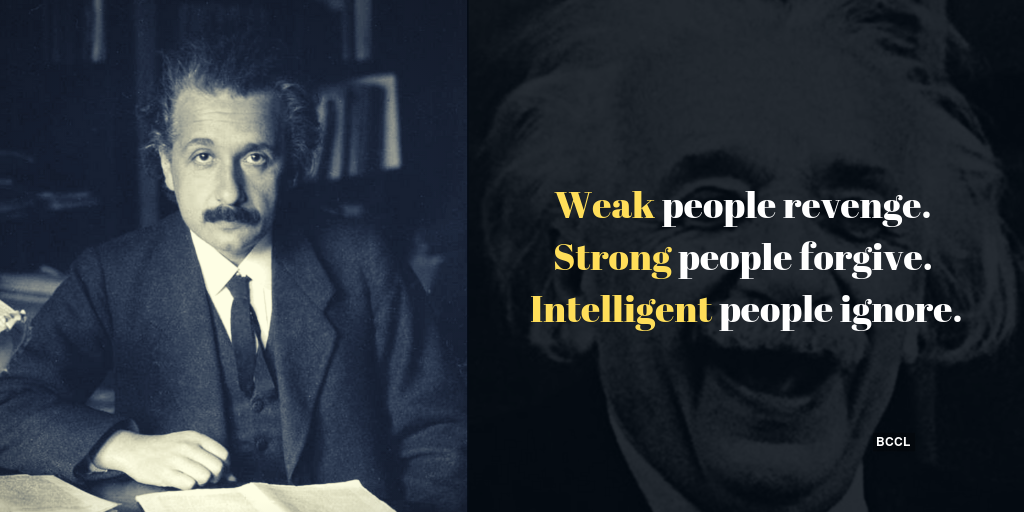 Weak people revenge.
Strong people forgive.
Intelligent people ignore.
BCCL